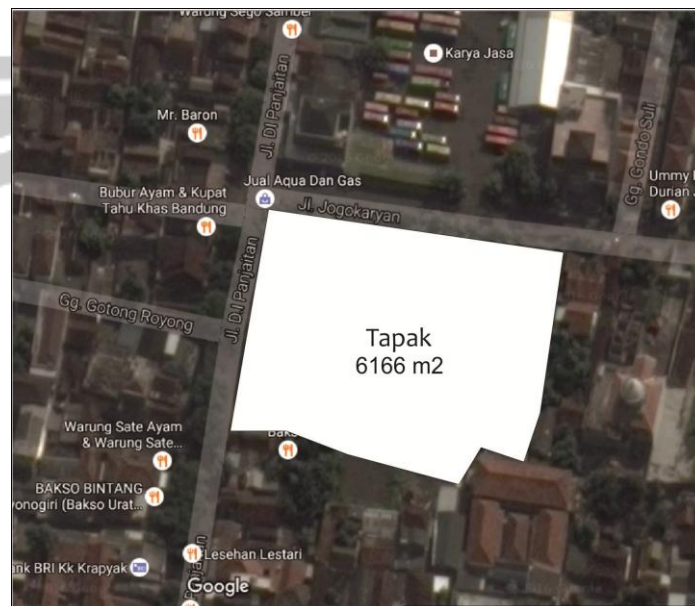 Warung Sego Sambel
Karya Jasa
Jl. DI Panjaitan
Mr. Baron
Gg. Gondo Suli
Jual Aqua Dan Gas
Ummy
Durian
Bubur Ayam & Kupat
Tahu Khas Bandung
Jl. Jogokaryan
Jl. D.I Panjaitan
Gg. Gotong Royong
Tapak
6166 m2
Warung Sate Ayam
& Warung Sate...
BAKSO BINTANG
onogiri (Bakso Urat...
Lesehan Lestari
BRI Kk Krapyak
Google